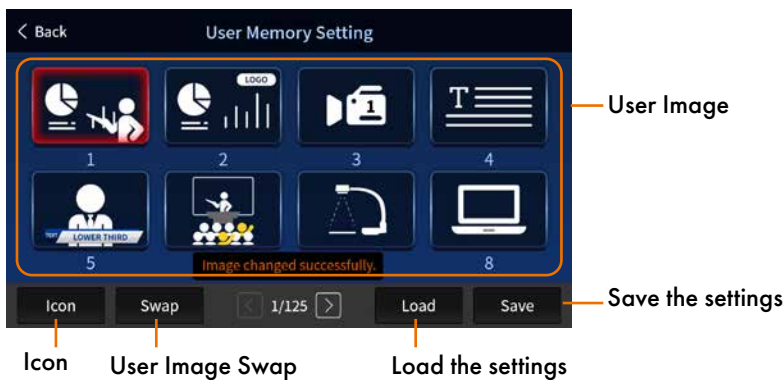 Back
User Memory Setting
LOGO
1
T
User Image
1
2
3
4
TEXT LOWER THIRD
5
Image changed successfully.
8
Icon
Swap
1/125
Load
Save
Save the settings
Icon
User Image Swap
Load the settings